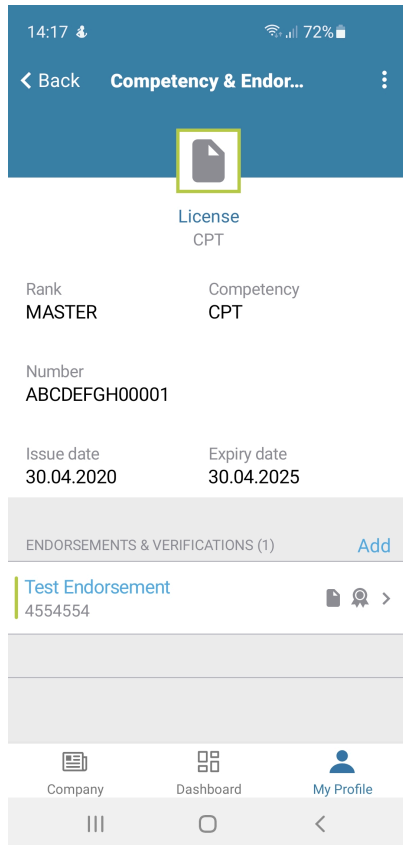 14:17 72%
Back Competency & Endor...
License
CPT
Rank Competency
MASTER CPT
Number
ABCDEFGH00001
Issue date Expiry date
30.04.2020 30.04.2025
ENDORSEMENTS & VERIFICATIONS (1) Add
Test Endorsement
4554554
Company Dashboard My Profile